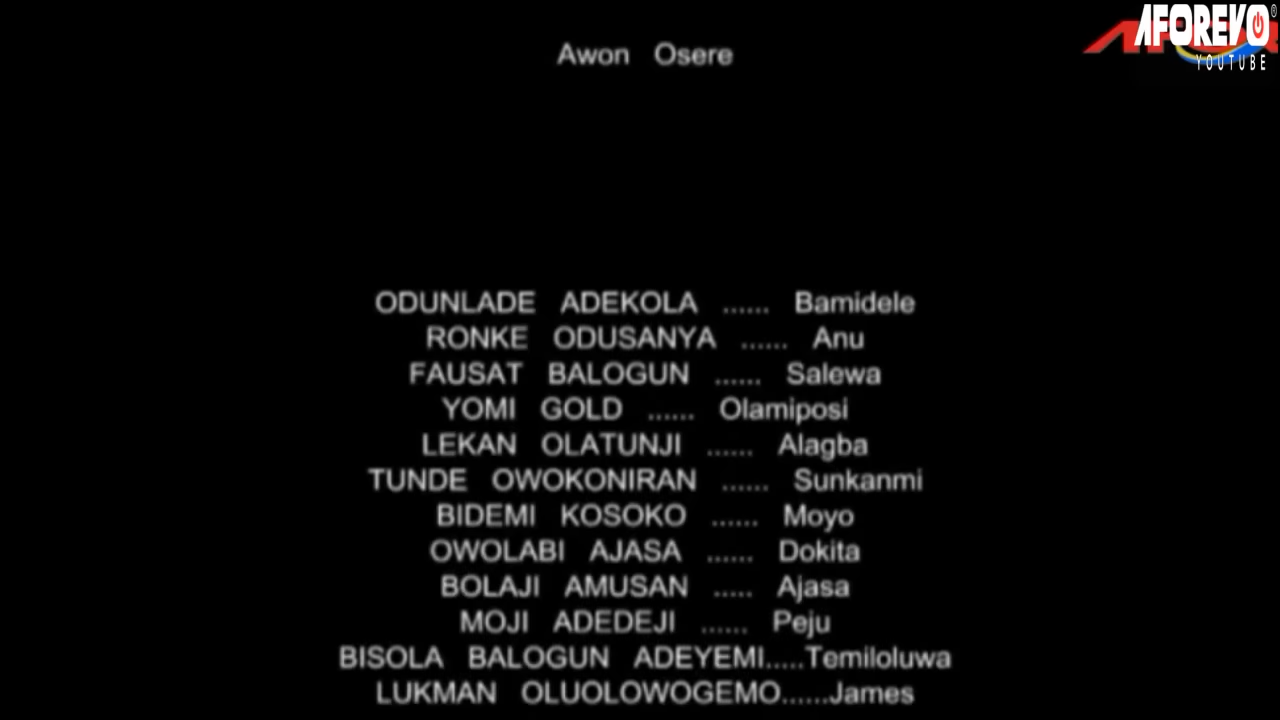 AFOREVO
YOUTUBE
Awon Osere
ODUNLADE ADEKOLA ...... Bamidele
RONKE ODUSANYA ...... Anu
FAUSAT BALOGUN ...... Salewa
YOMI GOLD ...... Olamiposi
LEKAN OLATUNJI ...... Alagba
TUNDE OWOKONIRAN ...... Sunkanmi
BIDEMI KOSOKO ...... Moyo
OWOLABI AJASA ...... Dokita
BOLAJI AMUSAN ..... Ajasa
MOJI ADEDEJI ...... Peju
BISOLA BALOGUN ADEYEMI.....Temiloluwa
LUKMAN OLUOLOWOGEMO......James